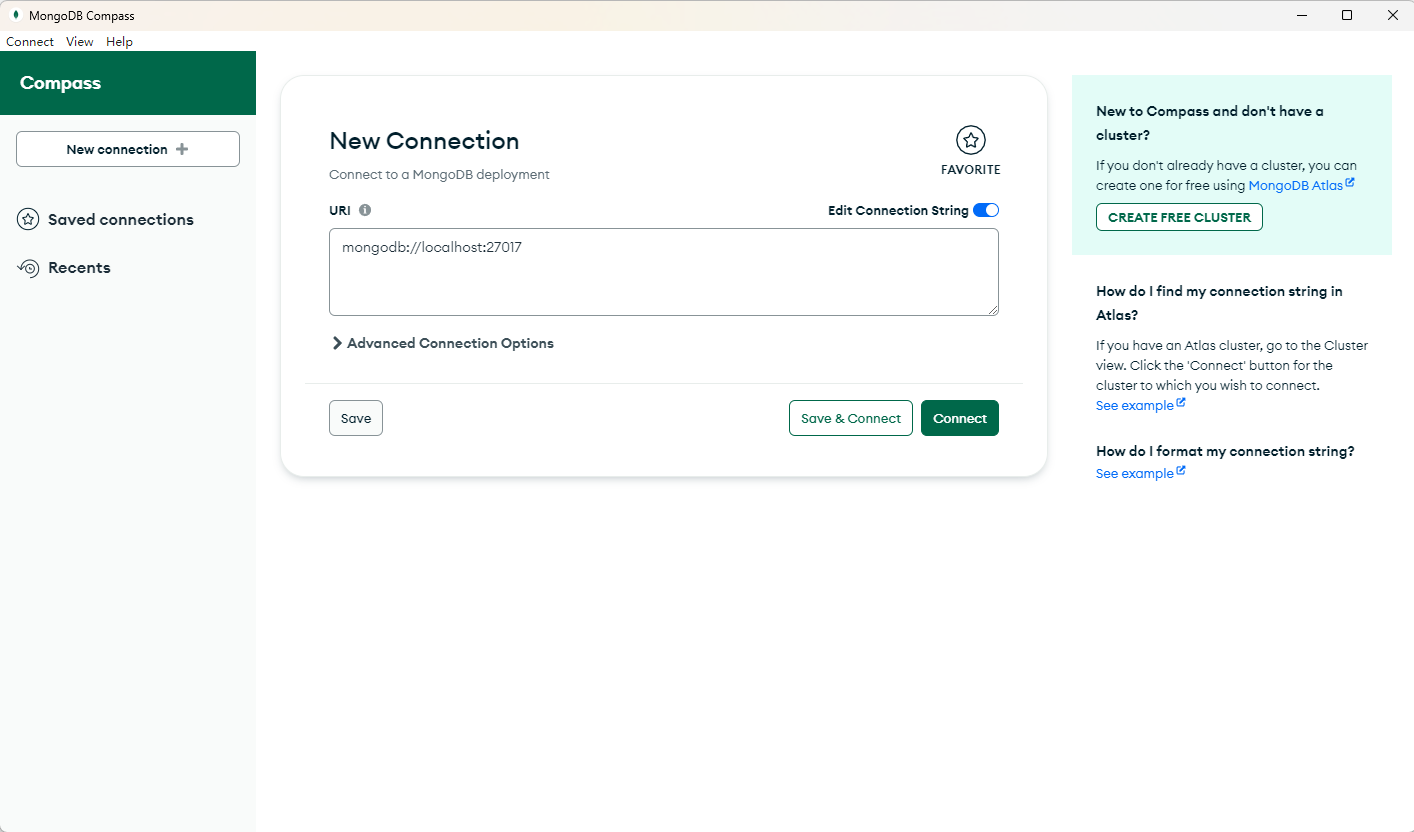 MongoDB Compass
Connect View Help
Compass
New connection
Saved connections
Recents
New Connection
Connect to a MongoDB deployment
FAVORITE
URI
Edit Connection String
mongodb://localhost:27017
Advanced Connection Options
Save
Save & Connect
Connect
New to Compass and don't have a
cluster?
If you don't already have a cluster, you can
create one for free using MongoDB Atlas
CREATE FREE CLUSTER
How do I find my connection string in
Atlas?
If you have an Atlas cluster, go to the Cluster
view. Click the 'Connect' button for the
cluster to which you wish to connect.
See example
How do I format my connection string?
See example